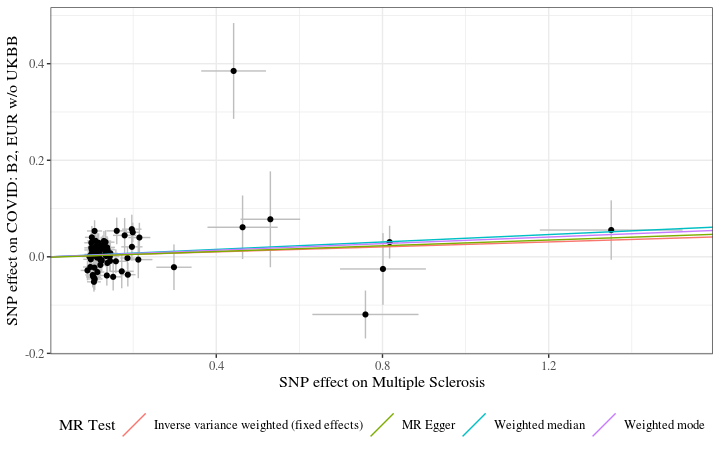 SNP effect on COVID: B2, EUR w/o UKBB
0.4
0.2
0.0
-0.2
0.4
0.8
1.2
SNP effect on Multiple Sclerosis
MR Test
Inverse variance weighted (fixed effects)
MR Egger
Weighted median
Weighted mode